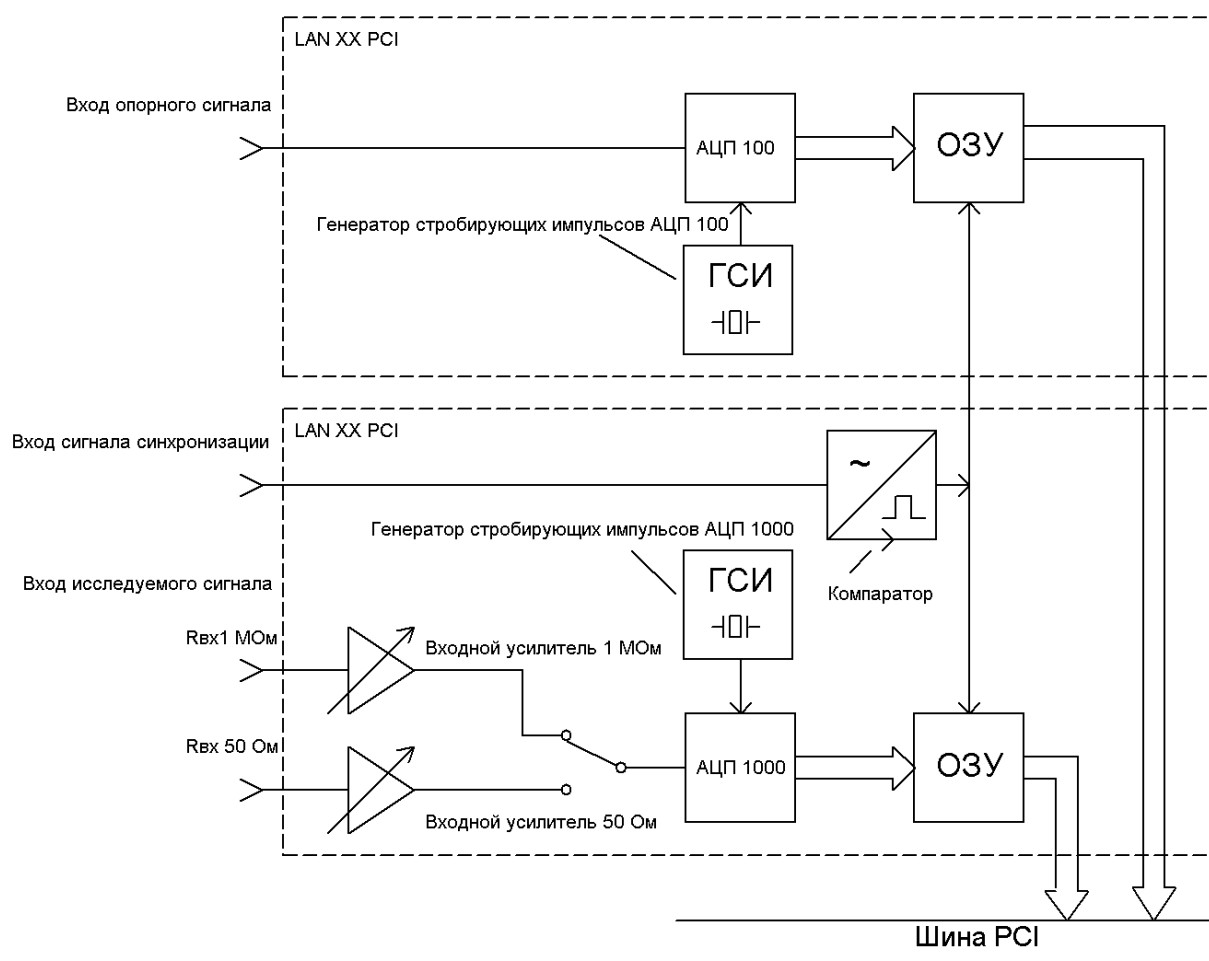 LAN XX PCI
Вход опорного сигнала
АЦП 100
ОЗУ
Генератор стробирующих импульсов АЦП 100
ГСИ
LAN XX PCI
Вход сигнала синхронизации
~
Генератор стробирующих импульсов АЦП 1000
ГСИ
Компаратор
Вход исследуемого сигнала
Rвх1 МОм
Входной усилитель 1 МОм
Rвх 50 Ом
АЦП 1000
ОЗУ
Входной усилитель 50 Ом
Шина PCI